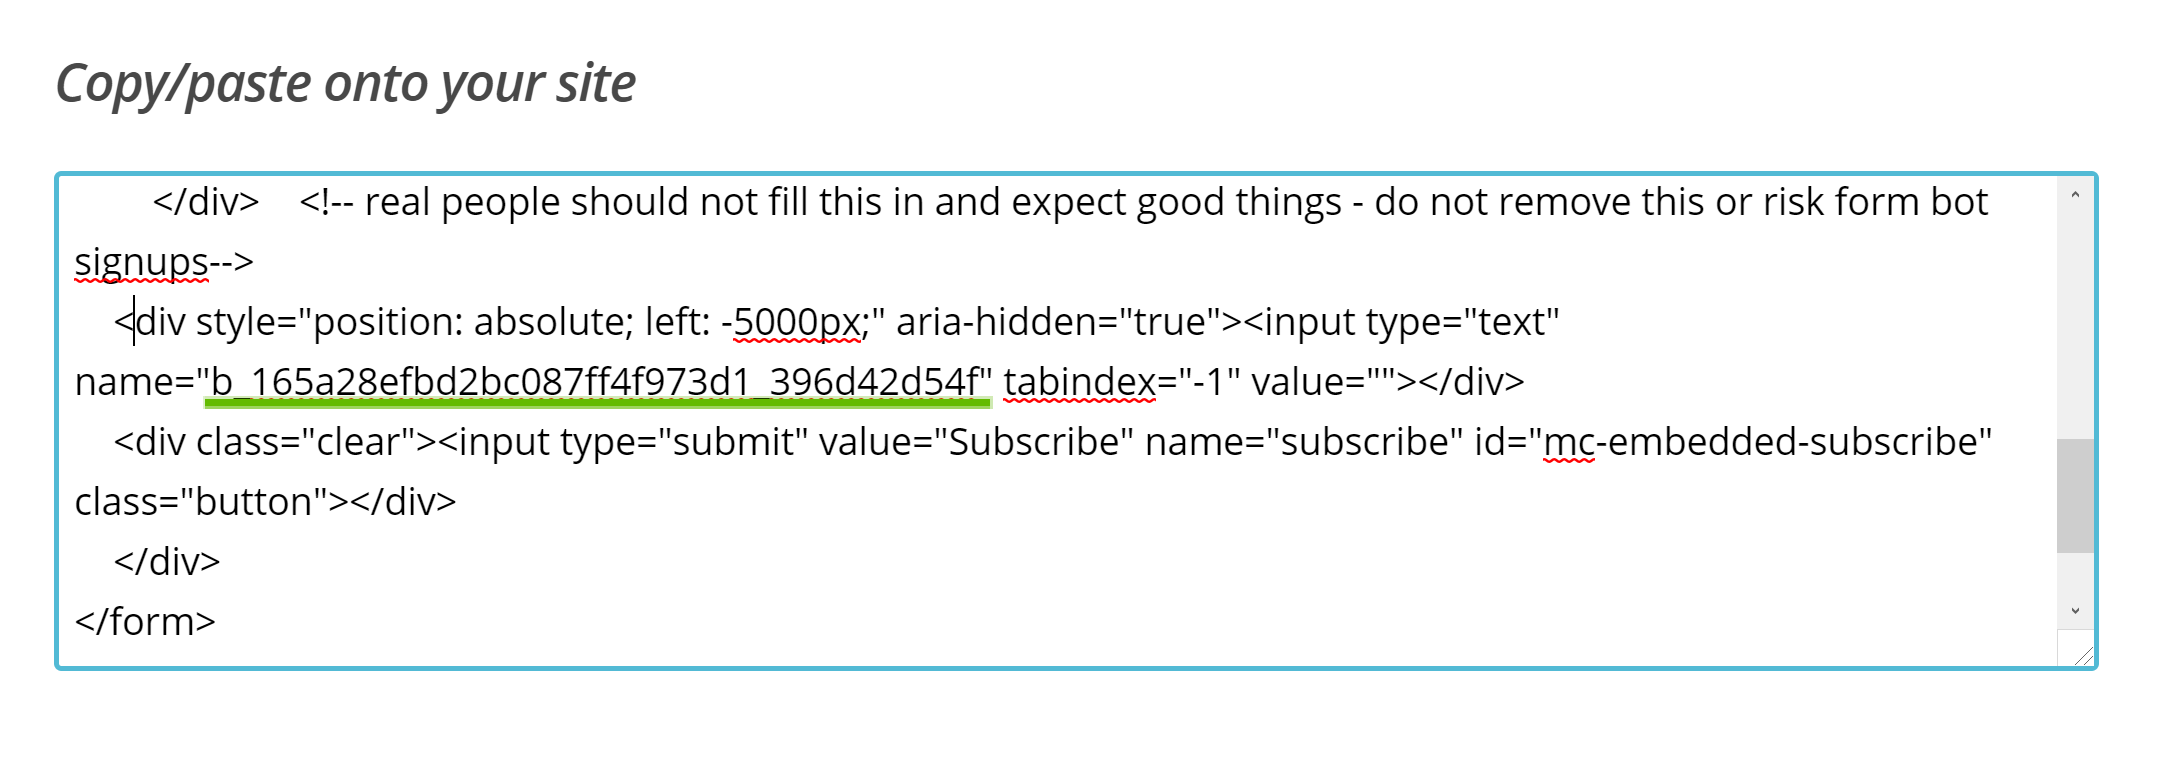 Copy/paste onto your site
</div>    <!-- real people should not fill this in and expect good things - do not remove this or risk form bot
signups-->
<div style="position: absolute; left: -5000px;" aria-hidden="true"><input type="text"
name="b_165a28efbd2bc087ff4f973d1_396d42d54f" tabindex="-1" value=""></div>
<div class="clear"><input type="submit" value="Subscribe" name="subscribe" id="mc-embedded-subscribe"
class="button"></div>
</div>
</form>